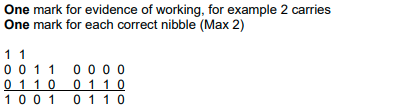 One mark for evidence of working, for example 2 carries
One mark for each correct nibble (Max 2)
1 1
0 0 1 1 0 0 0 0
0 1 1 0 0 1 1 0
1 0 0 1 0 1 1 0